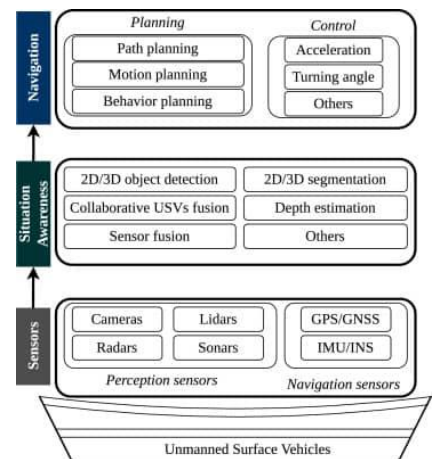 Navigation
Planning
Path planning
Motion planning
Behavior planning
Control
Acceleration
Turning angle
Others
Situation
Awareness
2D/3D object detection
2D/3D segmentation
Collaborative USVs fusion
Depth estimation
Sensor fusion
Others
Sensors
Cameras
Lidars
Radars
Sonars
Perception sensors
GPS/GNSS
IMU/INS
Navigation sensors
Unmanned Surface Vehicles